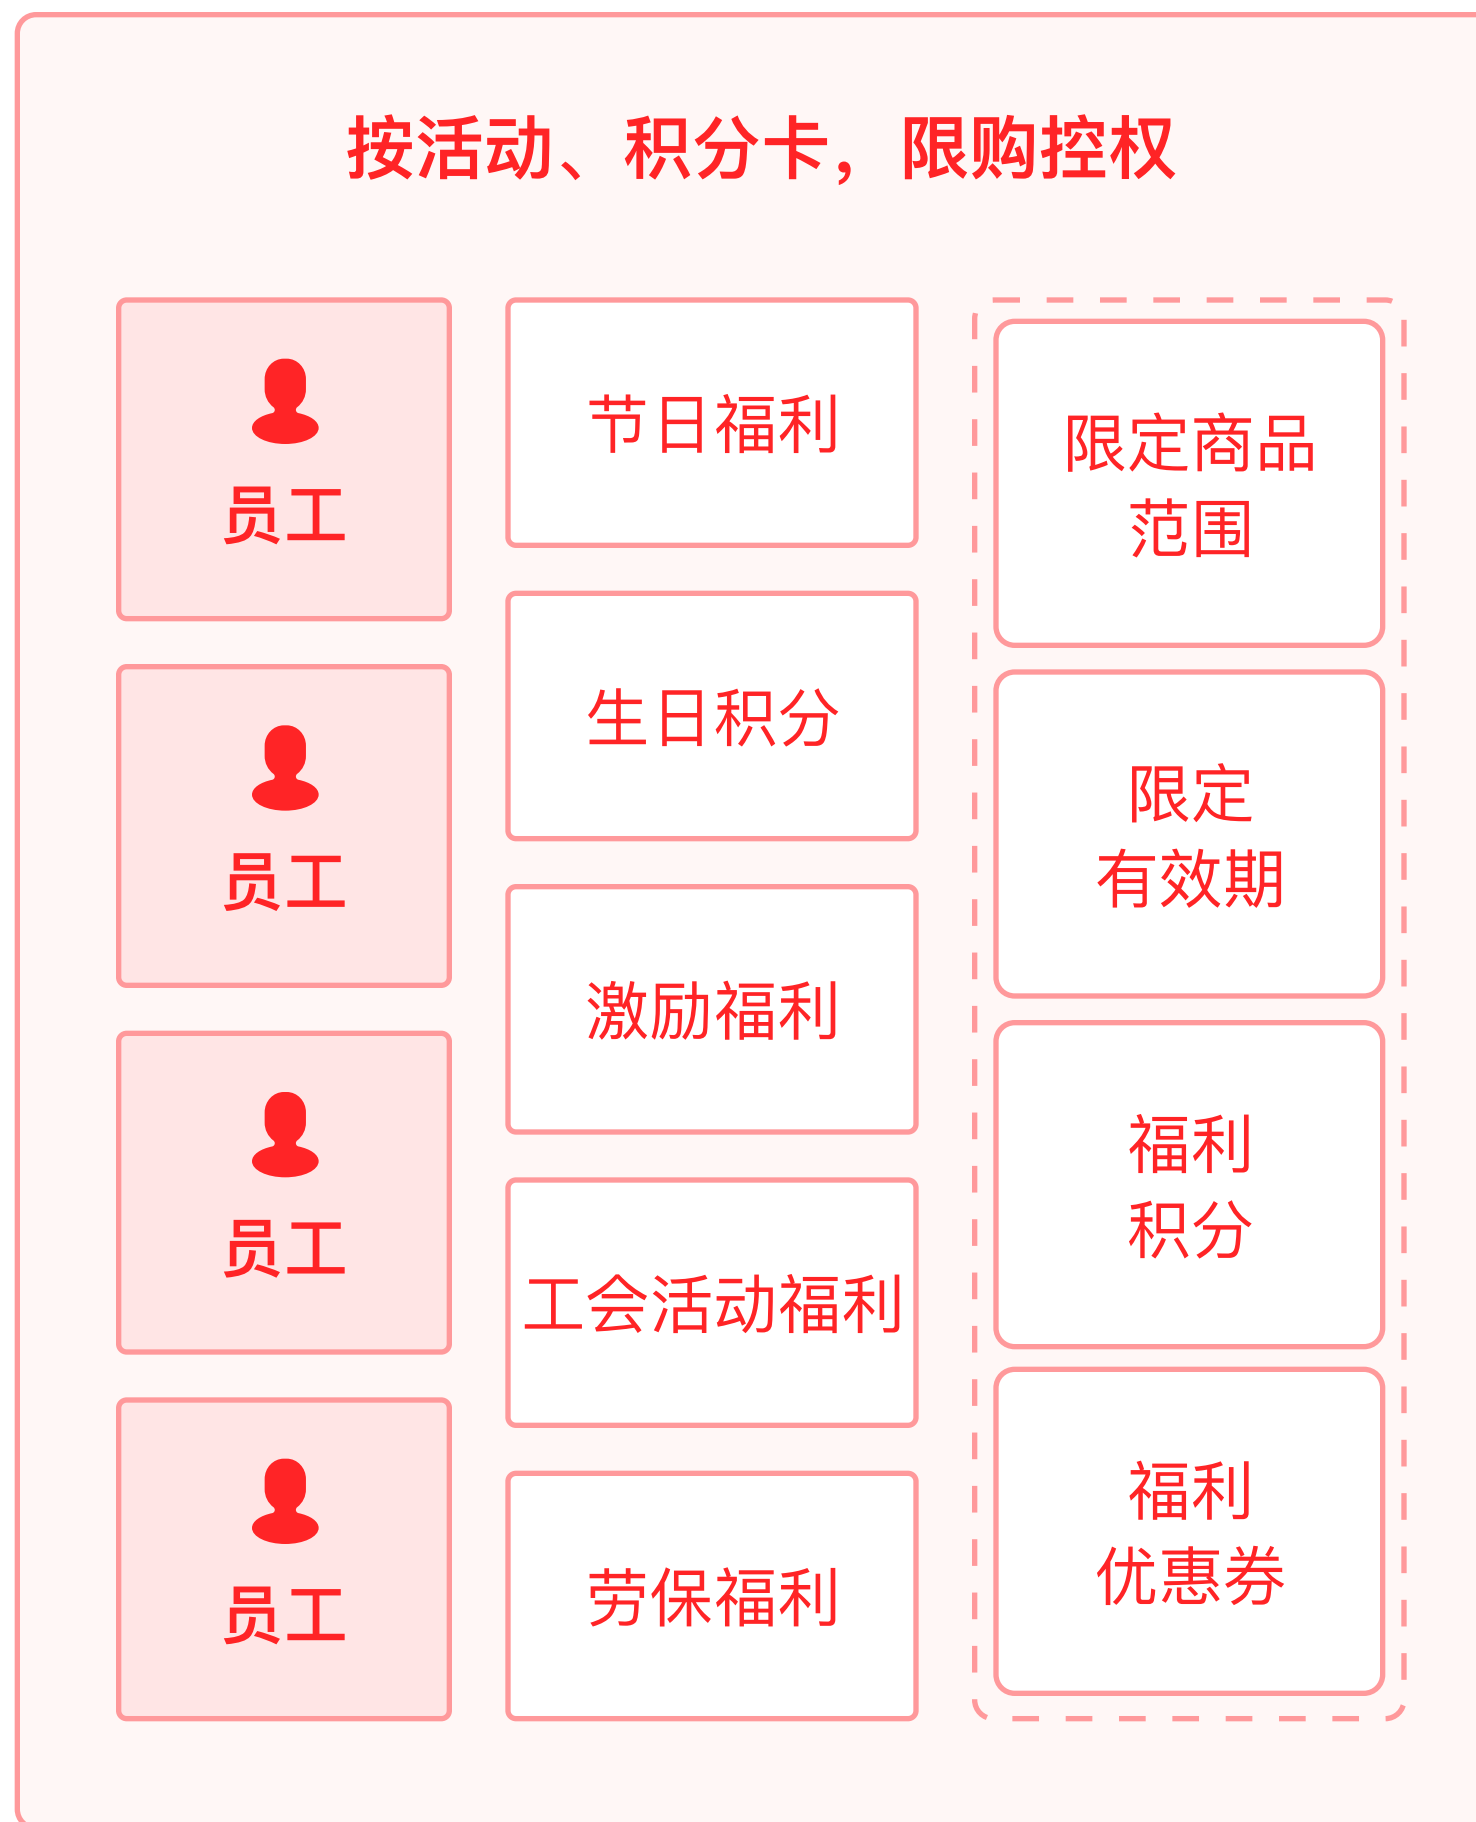 按活动、积分卡，限购控权
员工
员工
员工
员工
节日福利
生日积分
激励福利
工会活动福利
劳保福利
限定商品
范围
限定
有效期
福利
积分
福利
优惠券